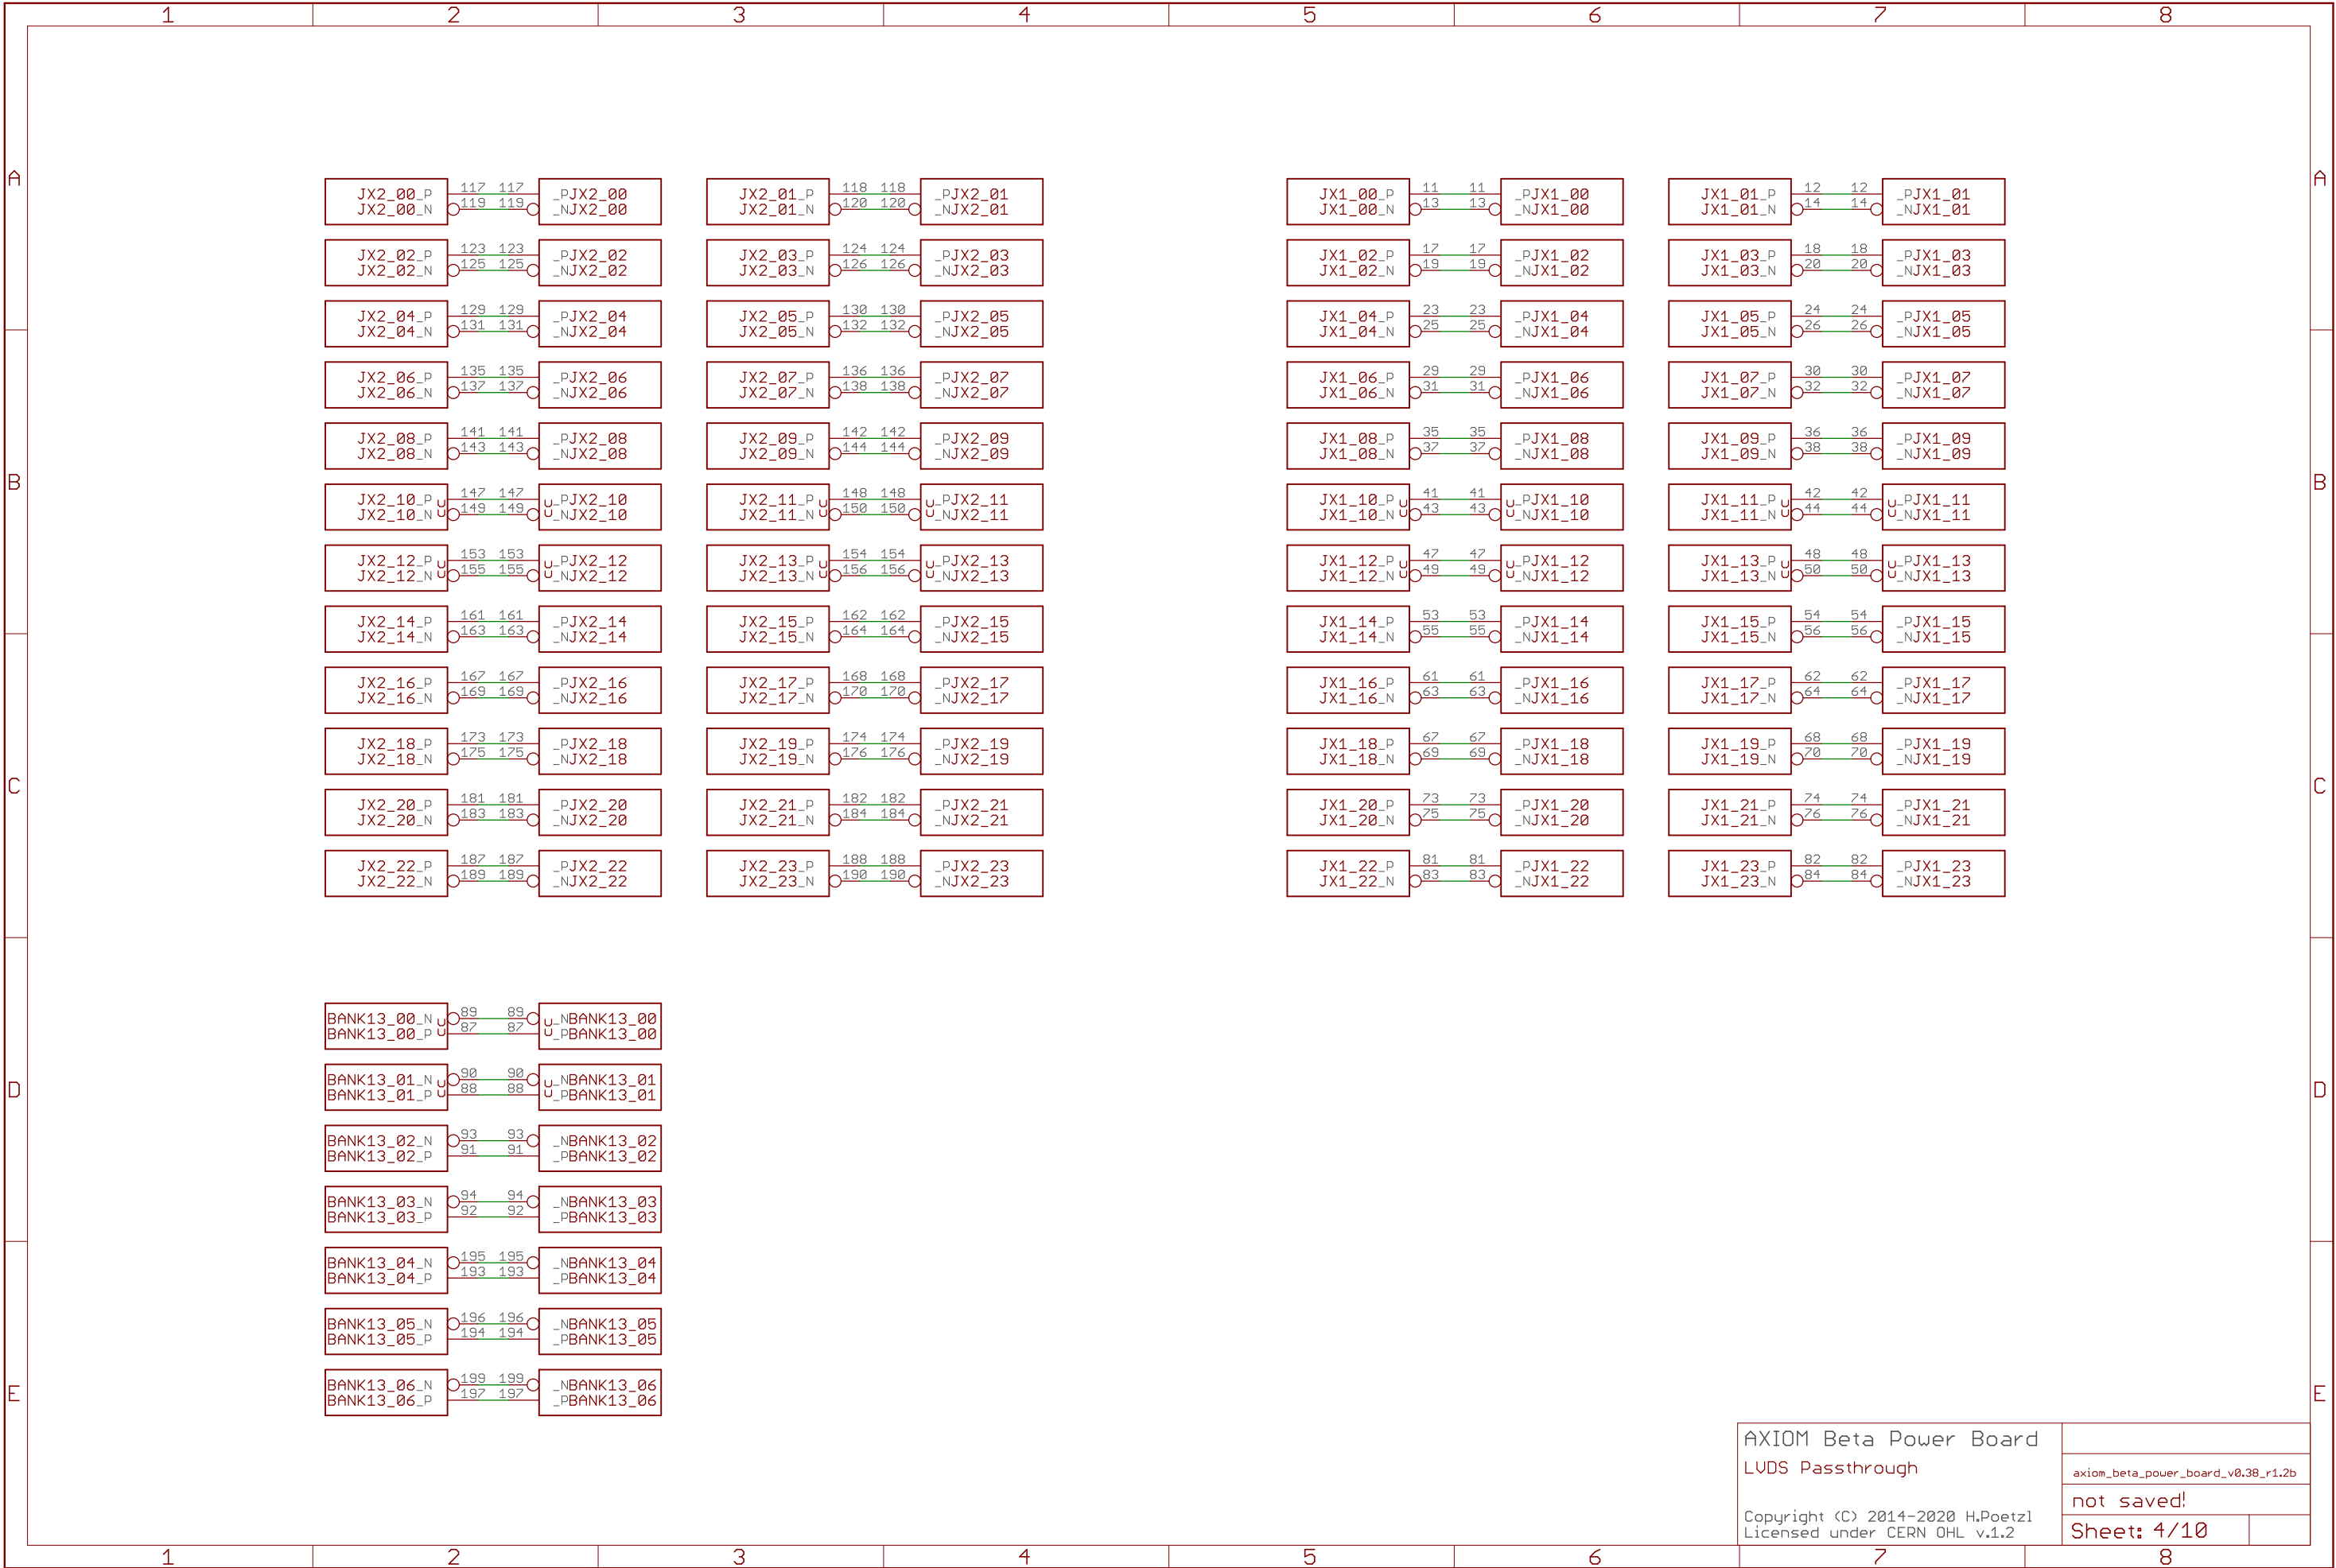 1 2 3 4 5 6 7 8
A A
JX2_00_P 117 117 _PJX2_00 JX2_01_P 118 118 _PJX2_01 JX1_00_P 11 11 _PJX1_00 JX1_01_P 12 12 _PJX1_01
JX2_00_N 119 119 _NJX2_00 JX2_01_N 120 120 _NJX2_01 JX1_00_N 13 13 _NJX1_00 JX1_01_N 14 14 _NJX1_01
JX2_02_P 123 123 _PJX2_02 JX2_03_P 124 124 _PJX2_03 JX1_02_P 17 17 _PJX1_02 JX1_03_P 18 18 _PJX1_03
JX2_02_N 125 125 _NJX2_02 JX2_03_N 126 126 _NJX2_03 JX1_02_N 19 19 _NJX1_02 JX1_03_N 20 20 _NJX1_03
JX2_04_P 129 129 _PJX2_04 JX2_05_P 130 130 _PJX2_05 JX1_04_P 23 23 _PJX1_04 JX1_05_P 24 24 _PJX1_05
JX2_04_N 131 131 _NJX2_04 JX2_05_N 132 132 _NJX2_05 JX1_04_N 25 25 _NJX1_04 JX1_05_N 26 26 _NJX1_05
JX2_06_P 135 135 _PJX2_06 JX2_07_P 136 136 _PJX2_07 JX1_06_P 29 29 _PJX1_06 JX1_07_P 30 30 _PJX1_07
JX2_06_N 137 137 _NJX2_06 JX2_07_N 138 138 _NJX2_07 JX1_06_N 31 31 _NJX1_06 JX1_07_N 32 32 _NJX1_07
JX2_08_P 141 141 _PJX2_08 JX2_09_P 142 142 _PJX2_09 JX1_08_P 35 35 _PJX1_08 JX1_09_P 36 36 _PJX1_09
JX2_08_N 143 143 _NJX2_08 JX2_09_N 144 144 _NJX2_09 JX1_08_N 37 37 _NJX1_08 JX1_09_N 38 38 _NJX1_09
B B
JX2_10_P UC 147 147 UC _PJX2_10 JX2_11_P UC 148 148 UC _PJX2_11 JX1_10_P UC 41 41 UC _PJX1_10 JX1_11_P UC 42 42 UC _PJX1_11
JX2_10_N 149 149 _NJX2_10 JX2_11_N 150 150 _NJX2_11 JX1_10_N 43 43 _NJX1_10 JX1_11_N 44 44 _NJX1_11
JX2_12_P UC 153 153 UC _PJX2_12 JX2_13_P UC 154 154 UC _PJX2_13 JX1_12_P UC 47 47 UC _PJX1_12 JX1_13_P UC 48 48 UC _PJX1_13
JX2_12_N 155 155 _NJX2_12 JX2_13_N 156 156 _NJX2_13 JX1_12_N 49 49 _NJX1_12 JX1_13_N 50 50 _NJX1_13
JX2_14_P 161 161 _PJX2_14 JX2_15_P 162 162 _PJX2_15 JX1_14_P 53 53 _PJX1_14 JX1_15_P 54 54 _PJX1_15
JX2_14_N 163 163 _NJX2_14 JX2_15_N 164 164 _NJX2_15 JX1_14_N 55 55 _NJX1_14 JX1_15_N 56 56 _NJX1_15
JX2_16_P 167 167 _PJX2_16 JX2_17_P 168 168 _PJX2_17 JX1_16_P 61 61 _PJX1_16 JX1_17_P 62 62 _PJX1_17
JX2_16_N 169 169 _NJX2_16 JX2_17_N 170 170 _NJX2_17 JX1_16_N 63 63 _NJX1_16 JX1_17_N 64 64 _NJX1_17
JX2_18_P 173 173 _PJX2_18 JX2_19_P 174 174 _PJX2_19 JX1_18_P 67 67 _PJX1_18 JX1_19_P 68 68 _PJX1_19
JX2_18_N 175 175 _NJX2_18 JX2_19_N 176 176 _NJX2_19 JX1_18_N 69 69 _NJX1_18 JX1_19_N 70 70 _NJX1_19
C C
JX2_20_P 181 181 _PJX2_20 JX2_21_P 182 182 _PJX2_21 JX1_20_P 73 73 _PJX1_20 JX1_21_P 74 74 _PJX1_21
JX2_20_N 183 183 _NJX2_20 JX2_21_N 184 184 _NJX2_21 JX1_20_N 75 75 _NJX1_20 JX1_21_N 76 76 _NJX1_21
JX2_22_P 187 187 _PJX2_22 JX2_23_P 188 188 _PJX2_23 JX1_22_P 81 81 _PJX1_22 JX1_23_P 82 82 _PJX1_23
JX2_22_N 189 189 _NJX2_22 JX2_23_N 190 190 _NJX2_23 JX1_22_N 83 83 _NJX1_22 JX1_23_N 84 84 _NJX1_23
BANK13_00_N UC 89 89 UC _NBANK13_00
BANK13_00_P 87 87 _PBANK13_00
BANK13_01_N UC 90 90 UC _NBANK13_01
BANK13_01_P 88 88 _PBANK13_01
D D
BANK13_02_N 93 93 _NBANK13_02
BANK13_02_P 91 91 _PBANK13_02
BANK13_03_N 94 94 _NBANK13_03
BANK13_03_P 92 92 _PBANK13_03
BANK13_04_N 195 195 _NBANK13_04
BANK13_04_P 193 193 _PBANK13_04
BANK13_05_N 196 196 _NBANK13_05
BANK13_05_P 194 194 _PBANK13_05
BANK13_06_N 199 199 _NBANK13_06
BANK13_06_P 197 197 _PBANK13_06
E E
AXIOM Beta Power Board
LVDS Passthrough
axiom_beta_power_board_v0.38_r1.2b
not saved!
Copyright (C) 2014-2020 H.Poetzl
Licensed under CERN OHL v.1.2
Sheet: 4/10
1 2 3 4 5 6 7 8